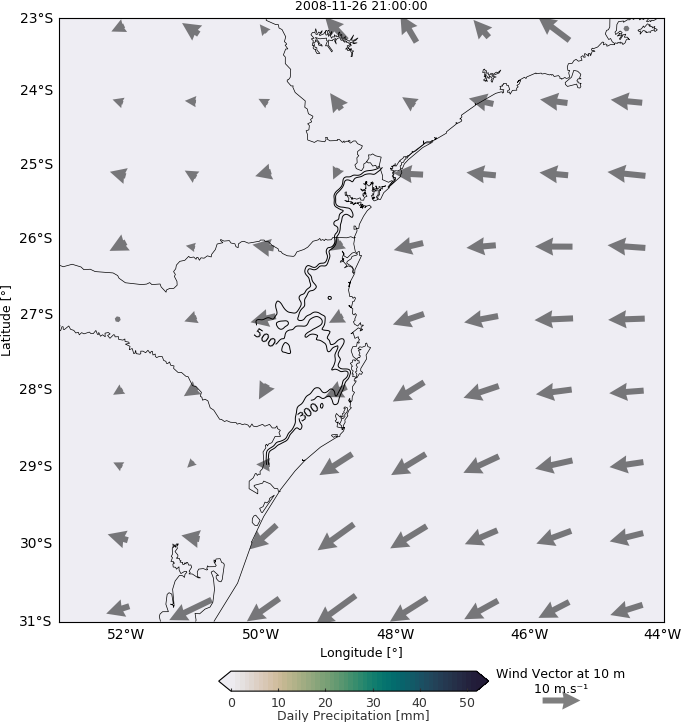 2008-11-26 21:00:00
23°S
24°S
25°S
26°S
27°S
28°S
29°S
30°S
31°S
Latitude [°]
500
300
52°W 50°W 48°W 46°W 44°W
Longitude [°]
0 10 20 30 40 50
Daily Precipitation [mm]
Wind Vector at 10 m
10 m.s⁻¹